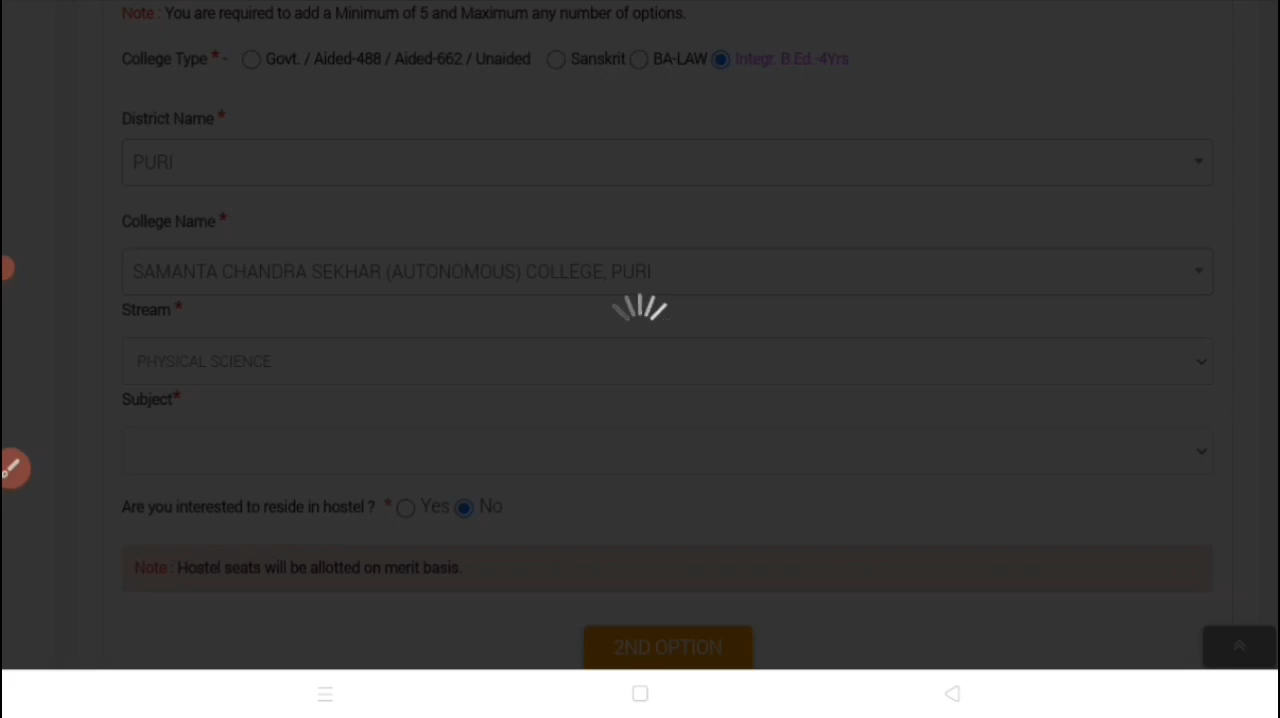 Note : You are required to add a Minimum of 5 and Maximum any number of options.
College Type * - Govt. / Aided-488 / Aided-662 / Unaided Sanskrit BA-LAW Integr. B.Ed.-4Yrs
District Name *
PURI
College Name *
SAMANTA CHANDRA SEKHAR (AUTONOMOUS) COLLEGE, PURI
Stream *
PHYSICAL SCIENCE
Subject*
Are you interested to reside in hostel ? * Yes No
Note : Hostel seats will be allotted on merit basis.
2ND OPTION